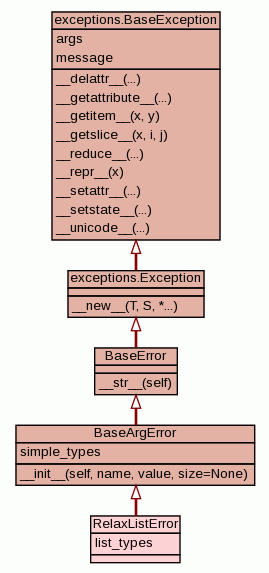 exceptions.BaseException
args
message
__delattr__(...)
__getattribute__(...)
__getitem__(x, y)
__getslice__(x, i, j)
__reduce__(...)
__repr__(x)
__setattr__(...)
__setstate__(...)
__unicode__(...)
exceptions.Exception
__new__(T, S, *...)
BaseError
__str__(self)
BaseArgError
simple_types
__init__(self, name, value, size=None)
RelaxListError
list_types